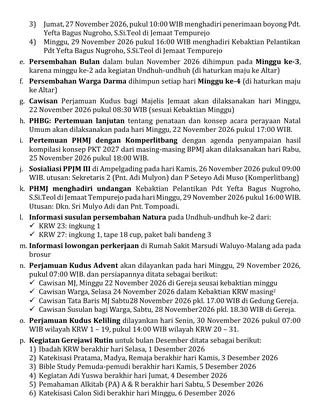 3) Jumat, 27 November 2026, pukul 10:00 WIB menghadiri penerimaan boyong Pdt.
Yefta Bagus Nugroho, S.Si.Teol di Jemaat Tempurejo
4) Minggu, 29 November 2026 pukul 16:00 WIB menghadiri Kebaktian Pelantikan
Pdt Yefta Bagus Nugroho, S.Si.Teol di Jemaat Tempurejo
e. Persembahan Bulan dalam bulan November 2026 dihimpun pada Minggu ke-3,
karena minggu ke-2 ada kegiatan Undhuh-undhuh (di haturkam maju ke Altar)
f. Persembahan Warga Darma dihimpun setiap hari Minggu ke-4 (di haturkam maju
ke Altar)
g. Cawisan Perjamuan Kudus bagi Majelis Jemaat akan dilaksanakan hari Minggu,
22 November 2026 pukul 08:30 WIB (sesuai Kebaktian Minggu)
h. PHBG: Pertemuan lanjutan tentang penataan dan konsep acara perayaan Natal
Umum akan dilaksanakan pada hari Minggu, 22 November 2026 pukul 17:00 WIB.
i. Pertemuan PHMJ dengan Komperlitbang dengan agenda penyampaian hasil
kompilasi konsep PKT 2027 dari masing-masing BPMJ akan dilaksanakan hari Rabu,
25 November 2026 pukul 18:00 WIB.
j. Sosialiasi PPJM III di Ampelgading pada hari Kamis, 26 November 2026 pukul 09:00
WIB. utusan: Sekretaris 2 (Pnt. Adi Mulyon) dan P Seteyo Adi Muso (Komperlitbang)
k. PHMJ menghadiri undangan Kebaktian Pelantikan Pdt Yefta Bagus Nugroho,
S.Si.Teol di Jemaat Tempurejo pada hari Minggu, 29 November 2026 pukul 16:00 WIB.
Utusan: Dkn. Sri Mulyo Adi dan Pnt. Tompoadi.
l. Informasi susulan persembahan Natura pada Undhuh-undhuh ke-2 dari:
✓ KRW 23: ingkung 1
✓ KRW 27: ingkung 1, tape 18 cup, paket bali bandeng 3
m. Informasi lowongan perkerjaan di Rumah Sakit Marsudi Waluyo-Malang ada pada
brosur
n. Perjamuan Kudus Advent akan dilayankan pada hari Minggu, 29 November 2026,
pukul 07:00 WIB. dan persiapannya ditata sebagai berikut:
✓ Cawisan MJ, Minggu 22 November 2026 di Gereja sesuai kebaktian minggu
✓ Cawisan Warga, Selasa 24 November 2026 dalam Kebaktian KRW masing²
✓ Cawisan Tata Baris MJ Sabtu28 November 2026 pkl. 17.00 WIB di Gedung Gereja.
✓ Cawisan Susulan bagi Warga, Sabtu, 28 November2026 pkl. 18.30 WIB di Gereja.
o. Perjamuan Kudus Keliling dilayankan hari Senin, 30 November 2026 pukul 07:00
WIB wilayah KRW 1 – 19, pukul 14:00 WIB wilayah KRW 20 – 31.
p. Kegiatan Gerejawi Rutin untuk bulan Desember ditata sebagai berikut:
1) Ibadah KRW berakhir hari Selasa, 1 Desember 2026
2) Katekisasi Pratama, Madya, Remaja berakhir hari Kamis, 3 Desember 2026
3) Bible Study Pemuda-pemudi berakhir hari Kamis, 5 Desember 2026
4) Kegiatan Adi Yuswa berakhir hari Jumat, 4 Desember 2026
5) Pemahaman Alkitab (PA) A & R berakhir hari Sabtu, 5 Desember 2026
6) Katekisasi Calon Sidi berakhir hari Minggu, 6 Desember 2026